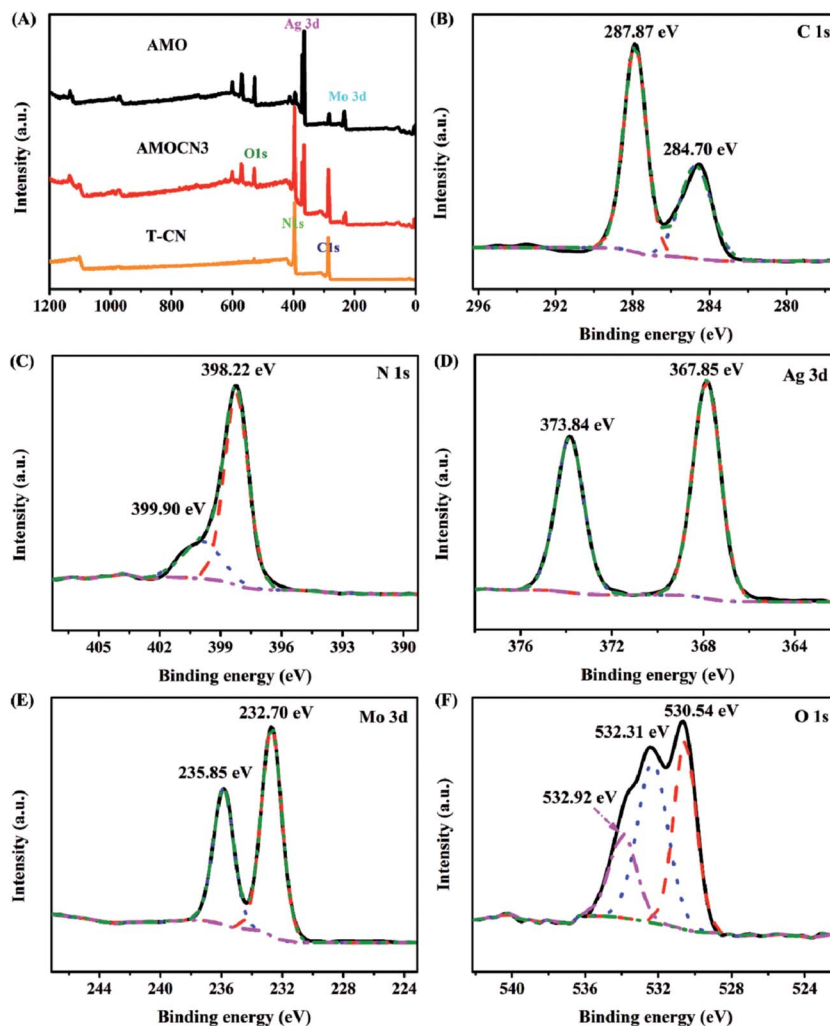 (A)
Ag 3d
AMO
Mo 3d
AMOCN3
O1s
T-CN
N1s
C1s
Intensity (a.u.)
1200 1000 800 600 400 200 0
Binding energy (eV)
(B)
287.87 eV
C 1s
284.70 eV
Intensity (a.u.)
296 292 288 284 280
Binding energy (eV)
(C)
398.22 eV
N 1s
399.90 eV
Intensity (a.u.)
405 402 399 396 393 390
Binding energy (eV)
(D)
367.85 eV
Ag 3d
373.84 eV
Intensity (a.u.)
376 372 368 364
Binding energy (eV)
(E)
232.70 eV
Mo 3d
235.85 eV
Intensity (a.u.)
244 240 236 232 228 224
Binding energy (eV)
(F)
530.54 eV
O 1s
532.31 eV
532.92 eV
Intensity (a.u.)
540 536 532 528 524
Binding energy (eV)